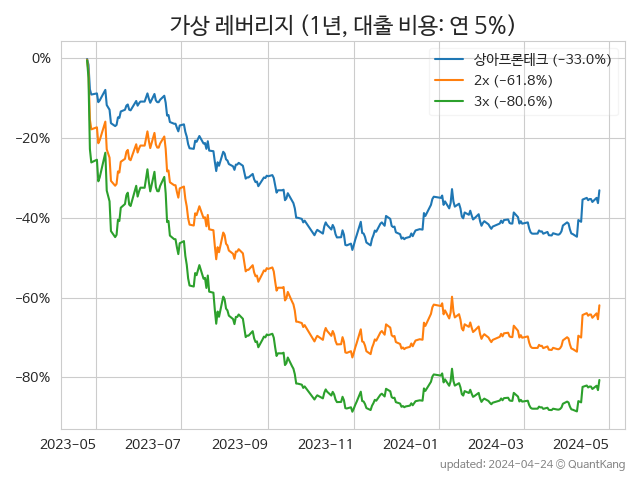 가상 레버리지 (1년, 대출 비용: 연 5%)
상아프론테크 (−33.0%)
2x (−61.8%)
3x (−80.6%)
0%
−20%
−40%
−60%
−80%
2023−05 2023−07 2023−09 2023−11 2024−01 2024−03 2024−05
updated: 2024-04-24 © QuantKang